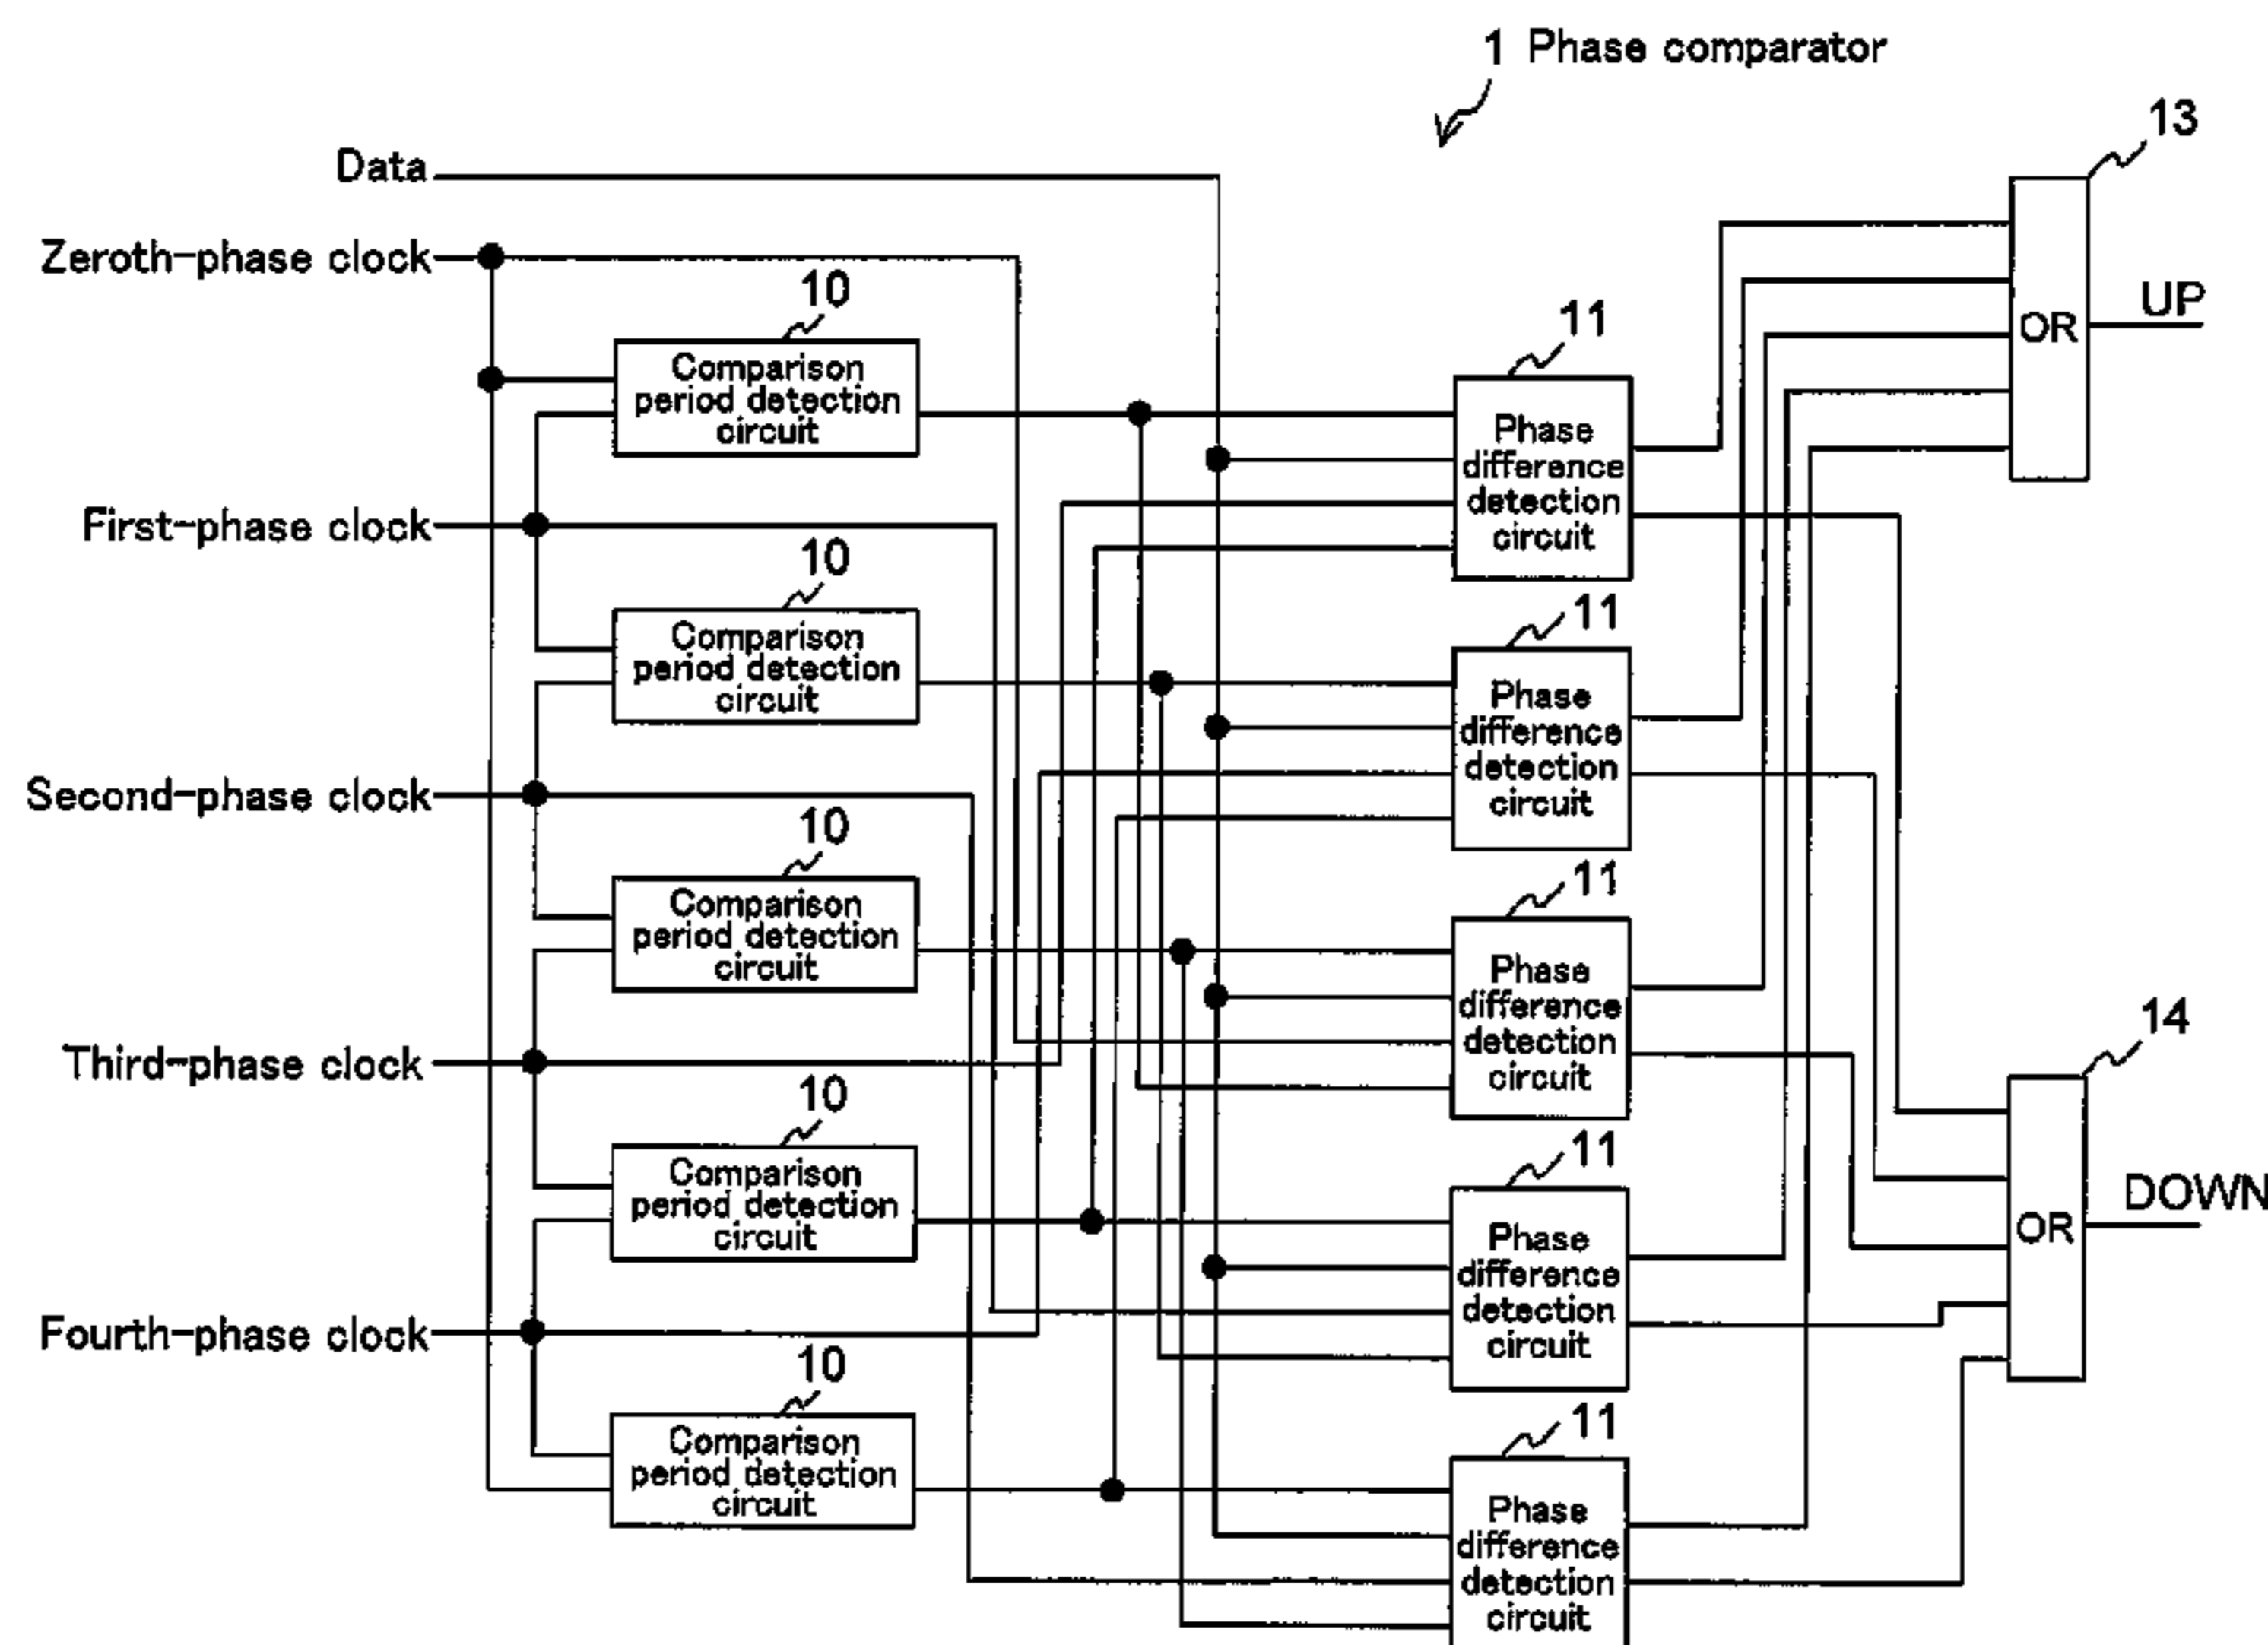 1 Phase comparator
13
Data
Zeroth-phase clock
10
Comparison
period detection
circuit
11
Phase
difference
detection
circuit
OR
UP
First-phase clock
10
Comparison
period detection
circuit
11
Phase
difference
detection
circuit
Second-phase clock
10
Comparison
period detection
circuit
11
Phase
difference
detection
circuit
14
Third-phase clock
10
Comparison
period detection
circuit
11
Phase
difference
detection
circuit
OR
DOWN
Fourth-phase clock
10
Comparison
period detection
circuit
11
Phase
difference
detection
circuit